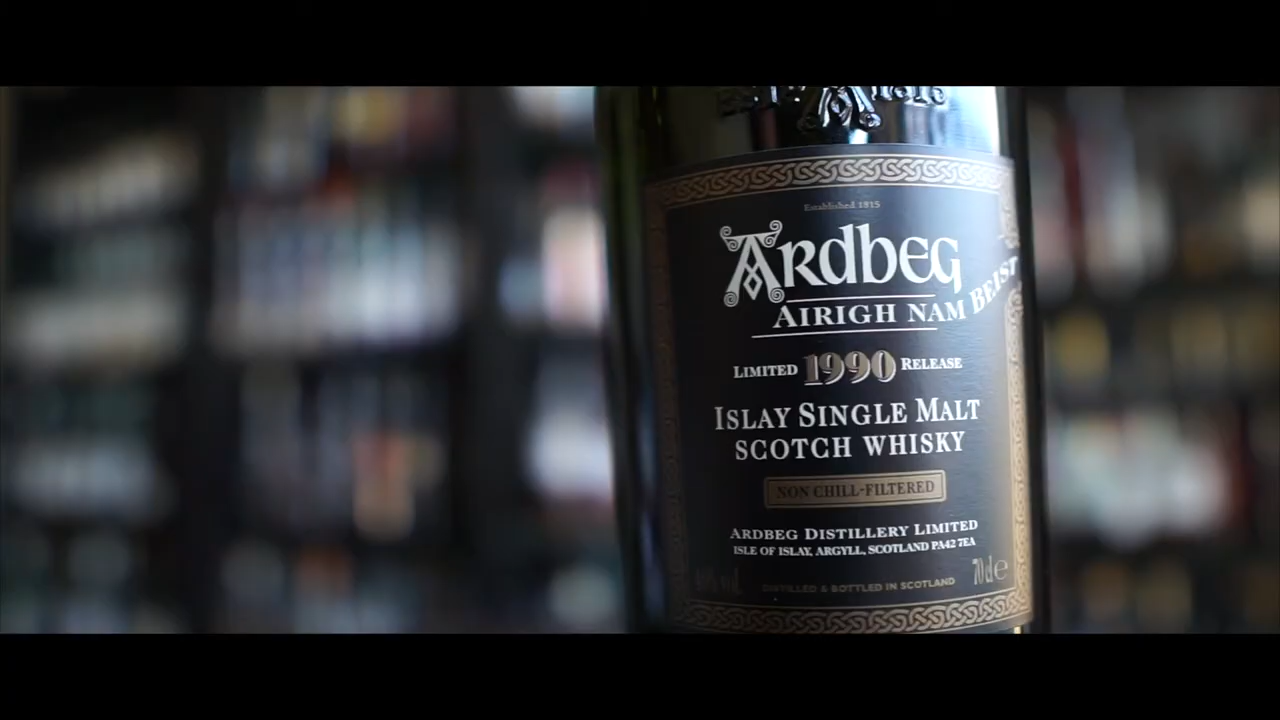 1815
Established 1815
ARDBEG
AIRIGH NAM BEIST
LIMITED 1990 RELEASE
ISLAY SINGLE MALT
SCOTCH WHISKY
NON CHILL-FILTERED
ARDBEG DISTILLERY LIMITED
ISLE OF ISLAY, ARGYLL, SCOTLAND PA42 7EA
DISTILLED & BOTTLED IN SCOTLAND
70cl e